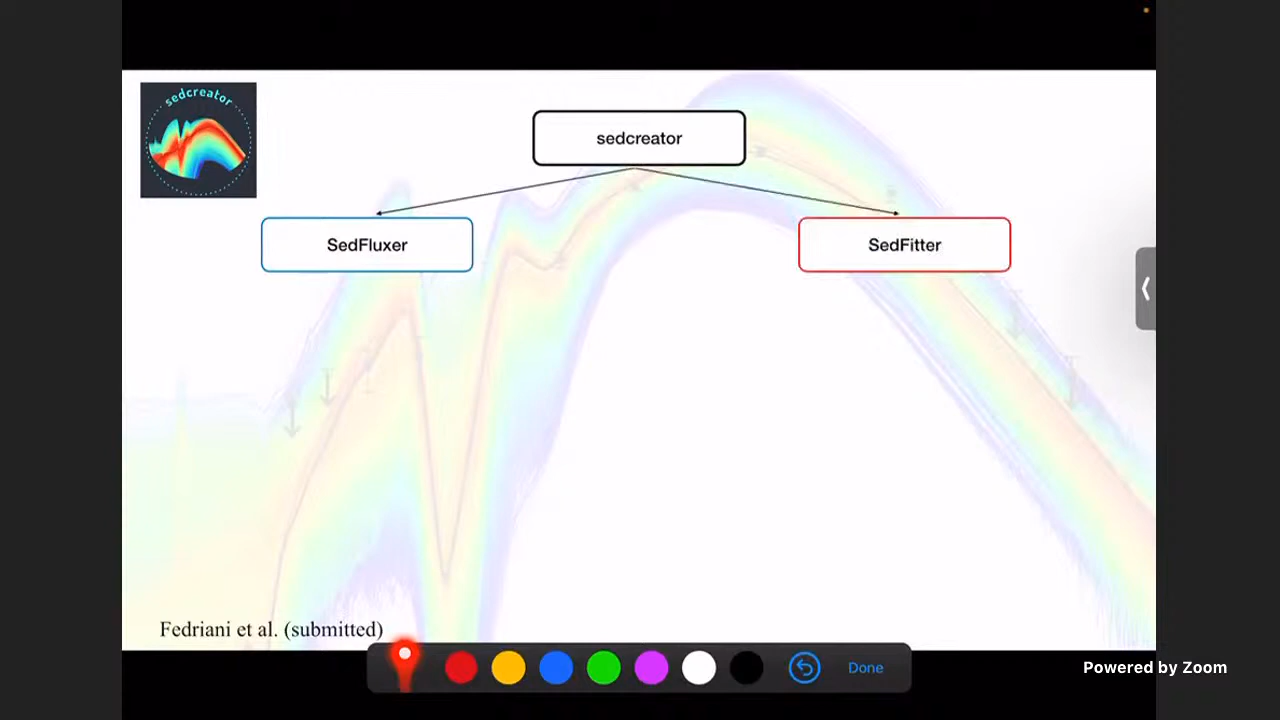 sedcreator
sedcreator
SedFluxer
SedFitter
Fedriani et al. (submitted)
Done
Powered by Zoom